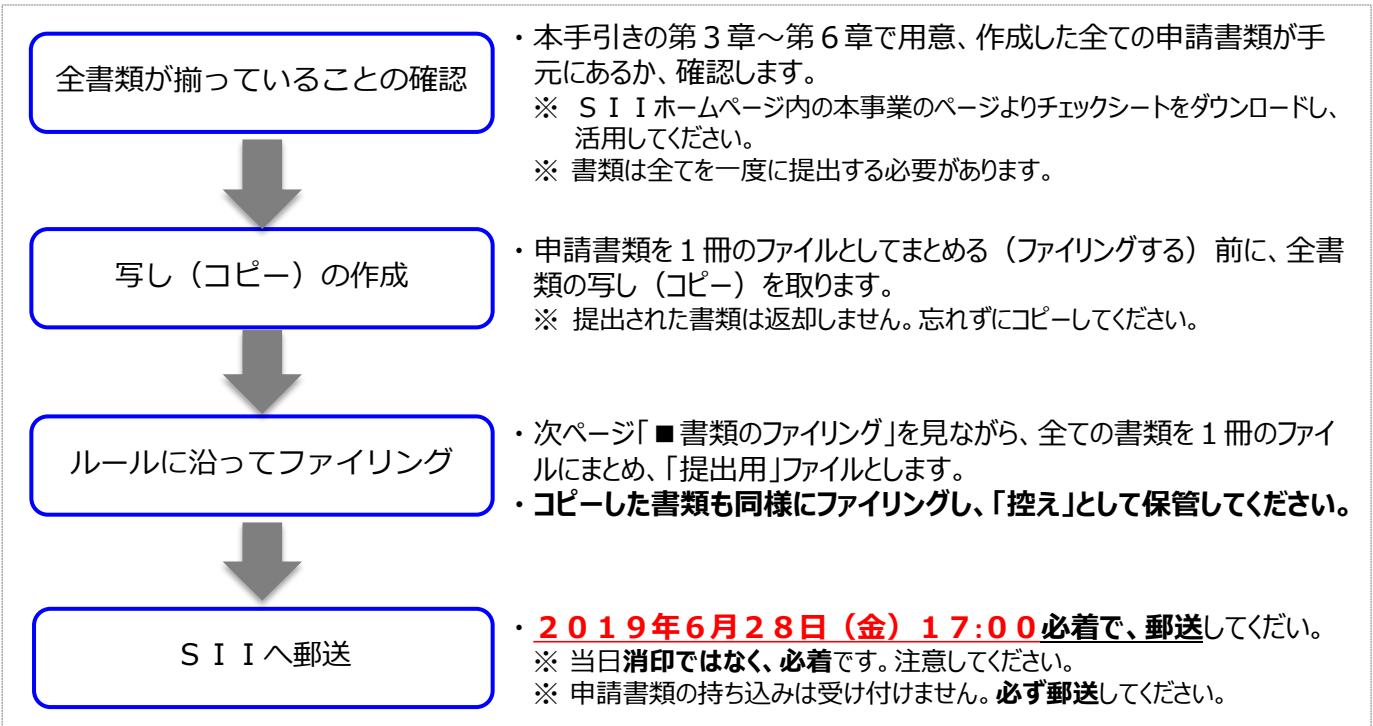 全書類が揃っていることの確認
・本手引きの第３章～第６章で用意、作成した全ての申請書類が手
元にあるか、確認します。
※ ＳＩＩホームページ内の本事業のページよりチェックシートをダウンロードし、
活用してください。
※ 書類は全てを一度に提出する必要があります。
写し（コピー）の作成
・申請書類を１冊のファイルとしてまとめる（ファイリングする）前に、全書
類の写し（コピー）を取ります。
※ 提出された書類は返却しません。忘れずにコピーしてください。
ルールに沿ってファイリング
・次ページ「■書類のファイリング」を見ながら、全ての書類を１冊のファイ
ルにまとめ、「提出用」ファイルとします。
・コピーした書類も同様にファイリングし、「控え」として保管してください。
ＳＩＩへ郵送
・２０１９年６月２８日（金）１７:００必着で、郵送してくだい。
※ 当日消印ではなく、必着です。注意してください。
※ 申請書類の持ち込みは受け付けません。必ず郵送してください。